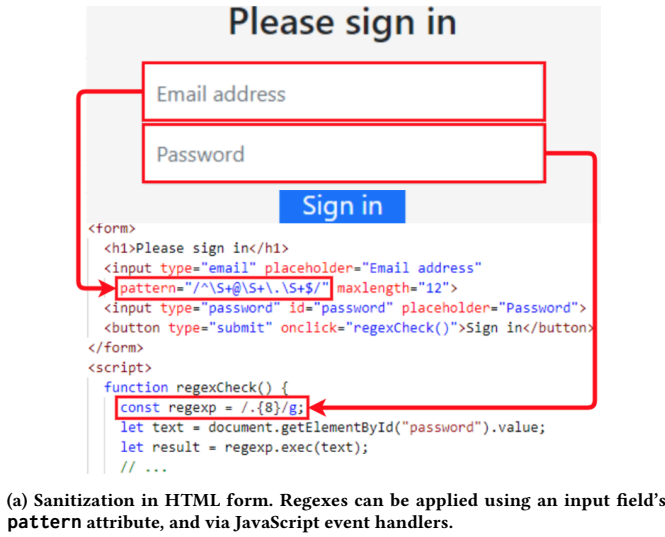 Please sign in
Email address
Password
Sign in
<form>
<h1>Please sign in</h1>
<input type="email" placeholder="Email address"
pattern="/^\S+@\S+\.\S+$/" maxlength="12">
<input type="password" id="password" placeholder="Password">
<button type="submit" onclick="regexCheck()">Sign in</button>
</form>
<script>
function regexCheck() {
const regexp = /.{8}/g;
let text = document.getElementById("password").value;
let result = regexp.exec(text);
// ...
(a) Sanitization in HTML form. Regexes can be applied using an input field's
pattern attribute, and via JavaScript event handlers.